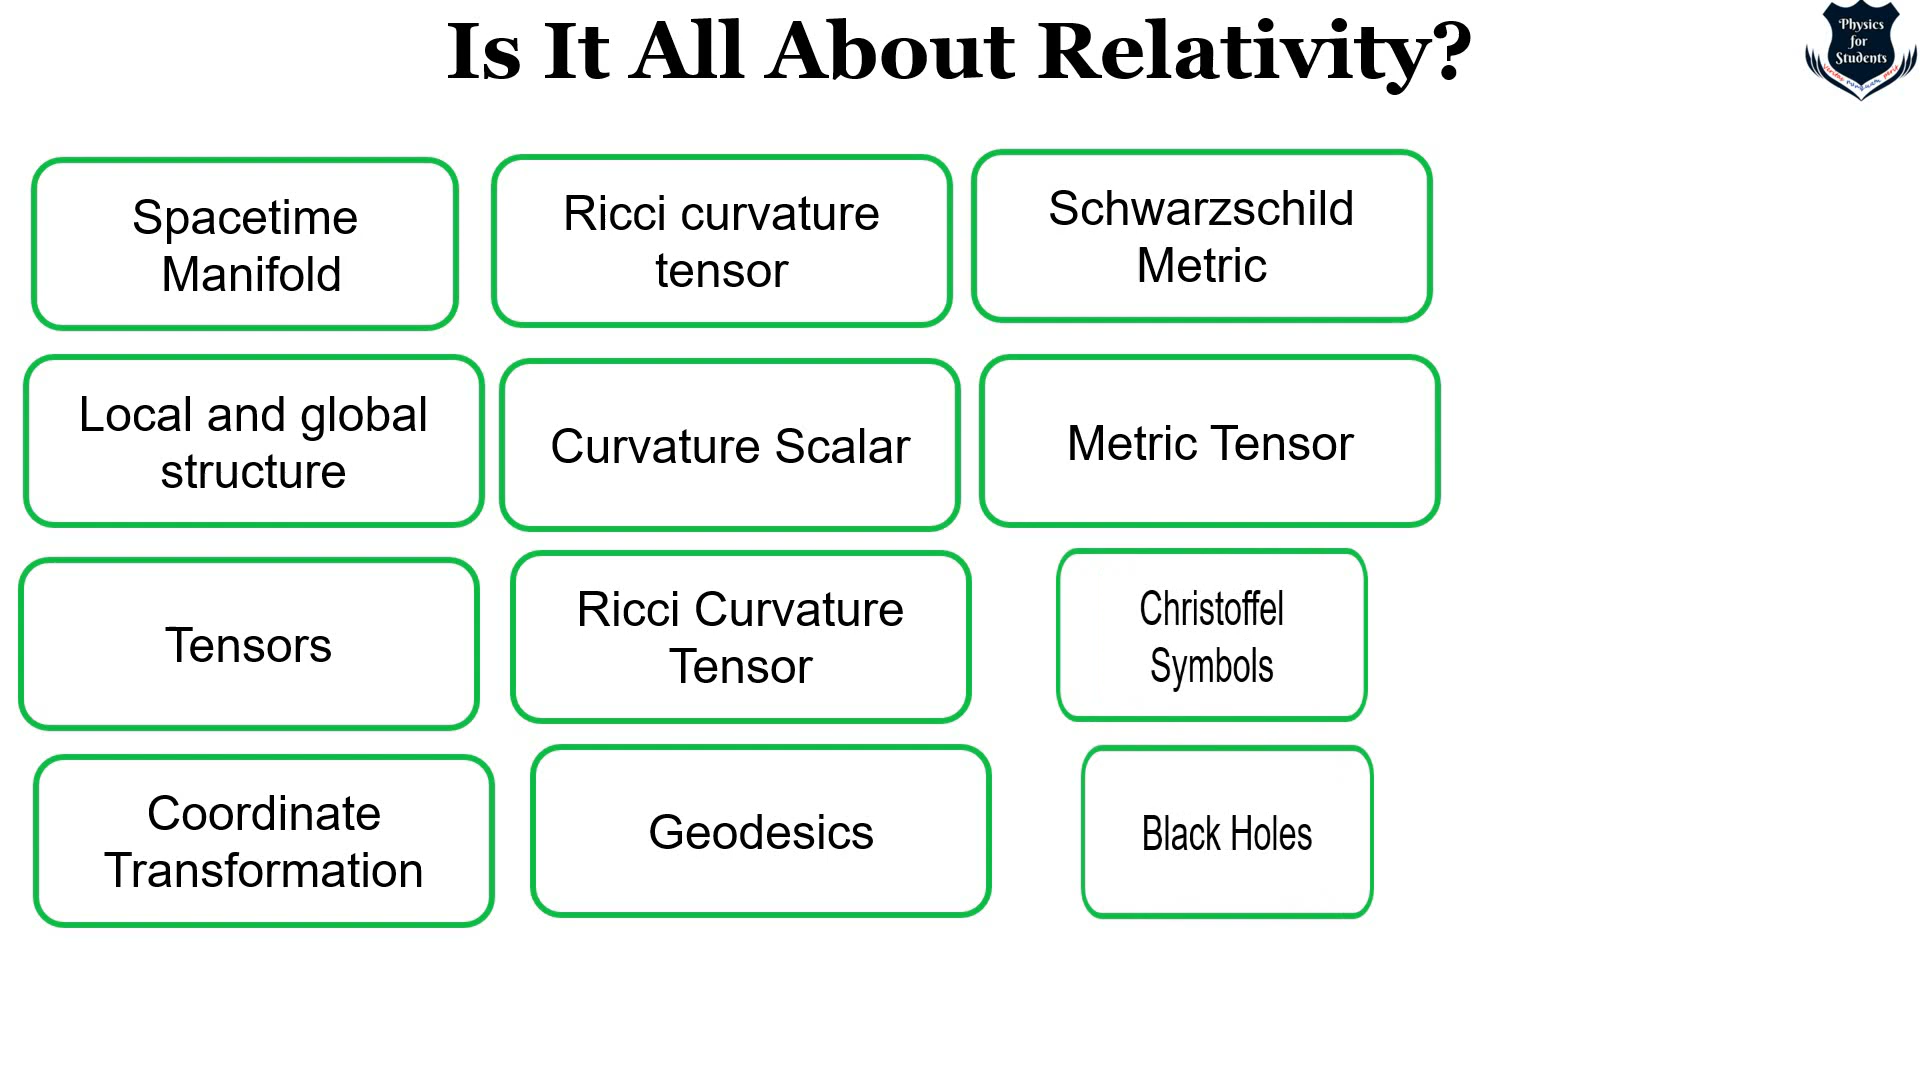 Is It All About Relativity?
Physics
for
Students
Spacetime
Manifold
Ricci curvature
tensor
Schwarzschild
Metric
Local and global
structure
Curvature Scalar
Metric Tensor
Tensors
Ricci Curvature
Tensor
Christoffel
Symbols
Coordinate
Transformation
Geodesics
Black Holes